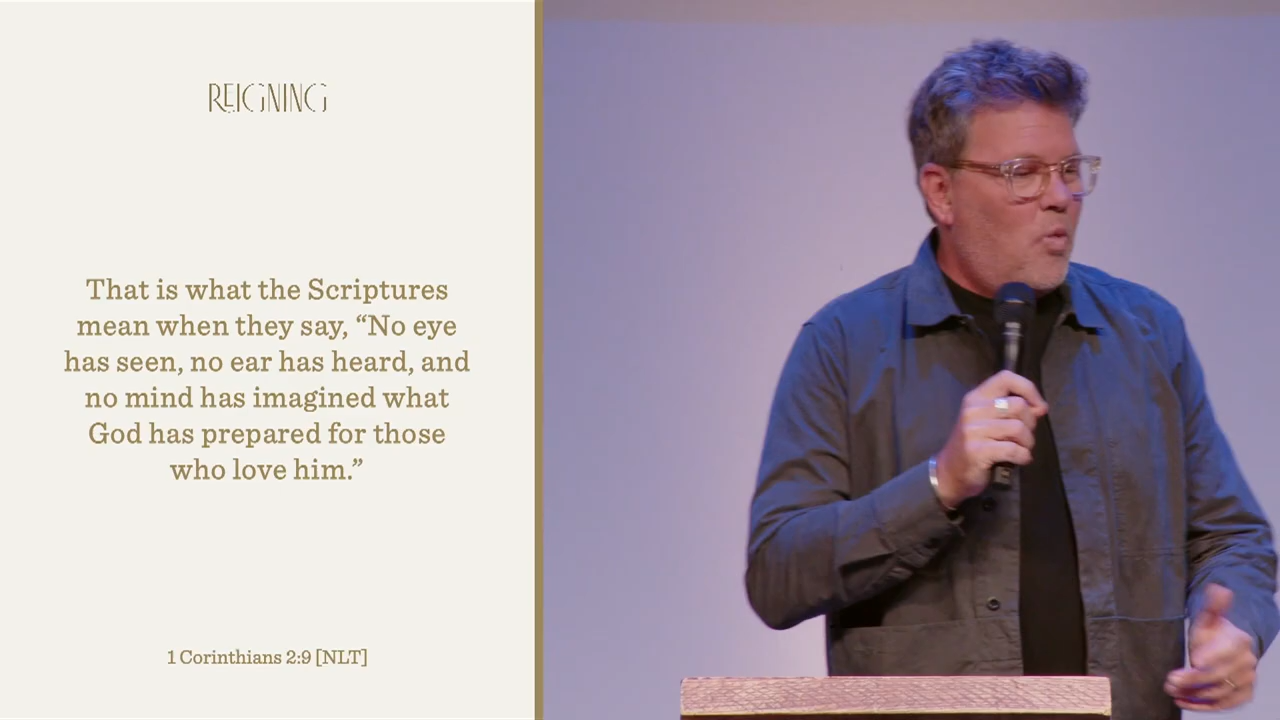 REIGNING
That is what the Scriptures
mean when they say, “No eye
has seen, no ear has heard, and
no mind has imagined what
God has prepared for those
who love him.”
1 Corinthians 2:9 [NLT]